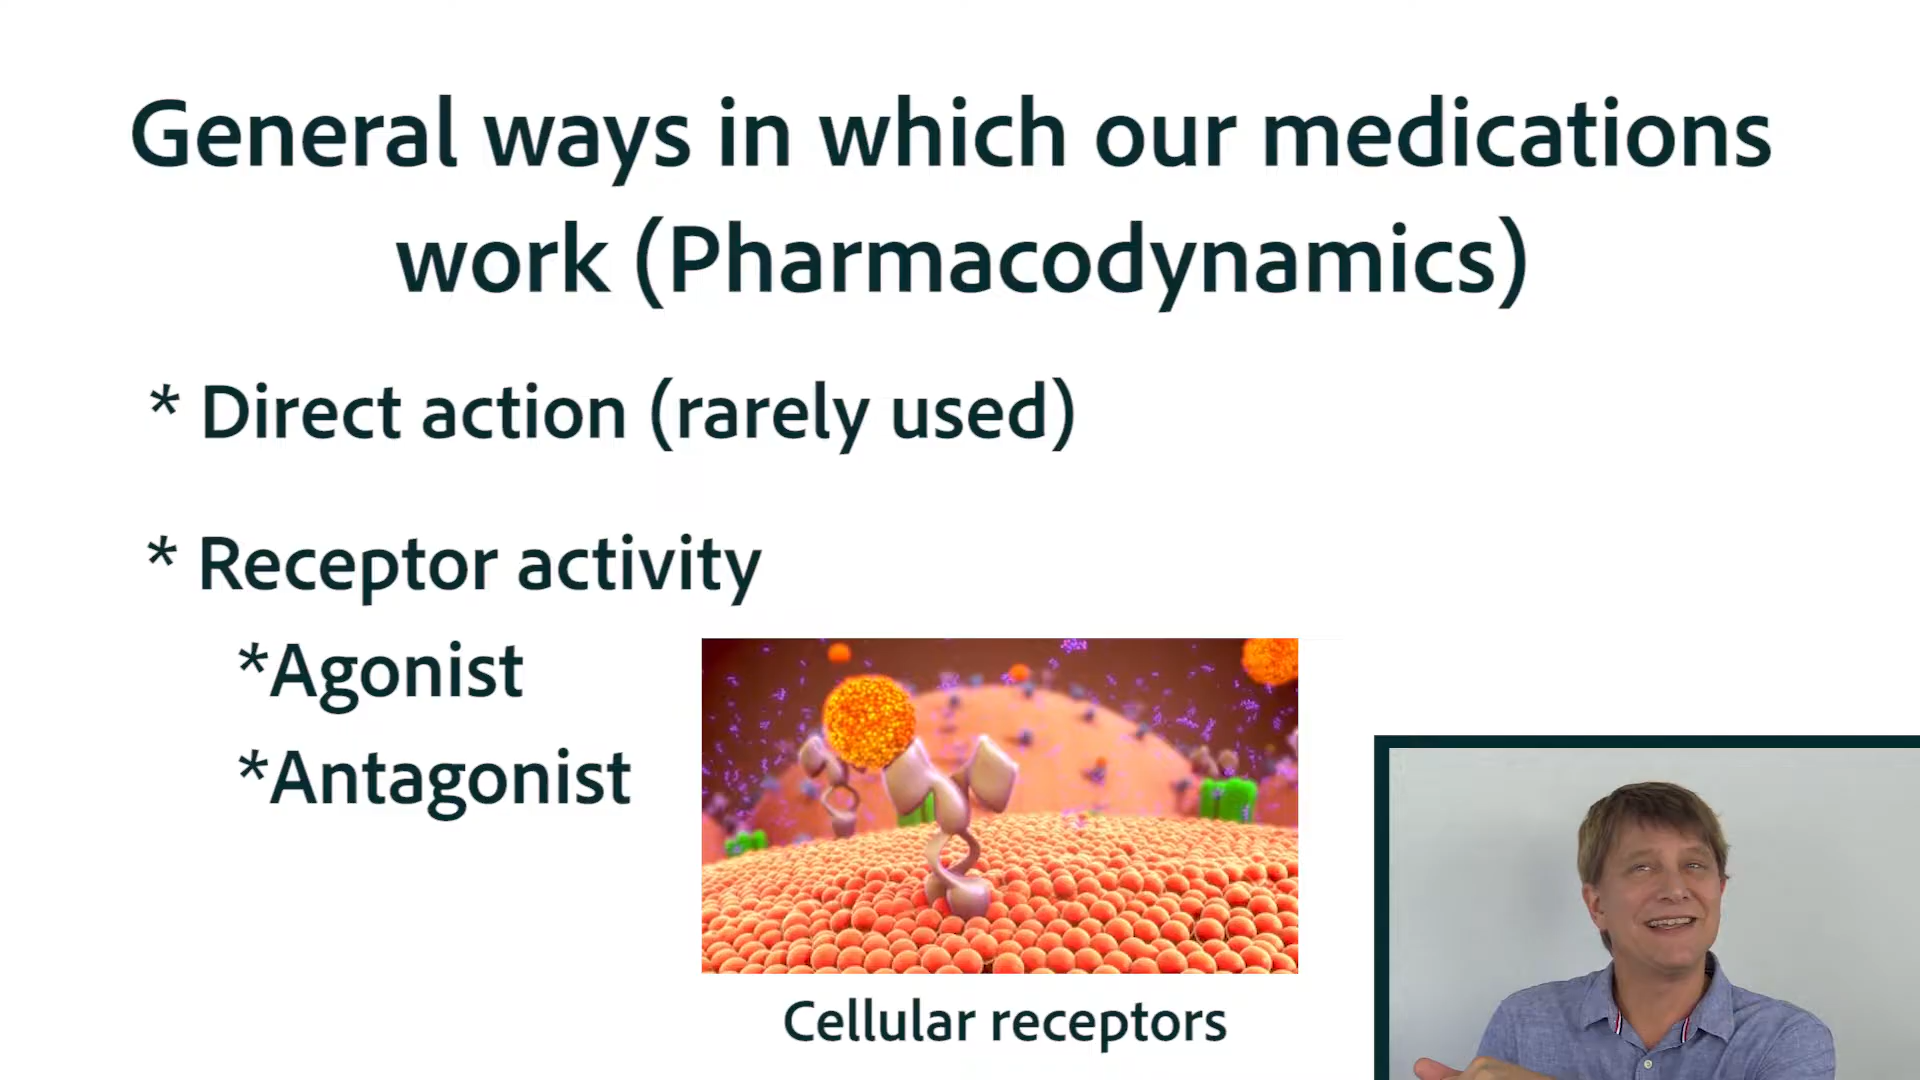 General ways in which our medications
work (Pharmacodynamics)
* Direct action (rarely used)
* Receptor activity
*Agonist
*Antagonist
Cellular receptors